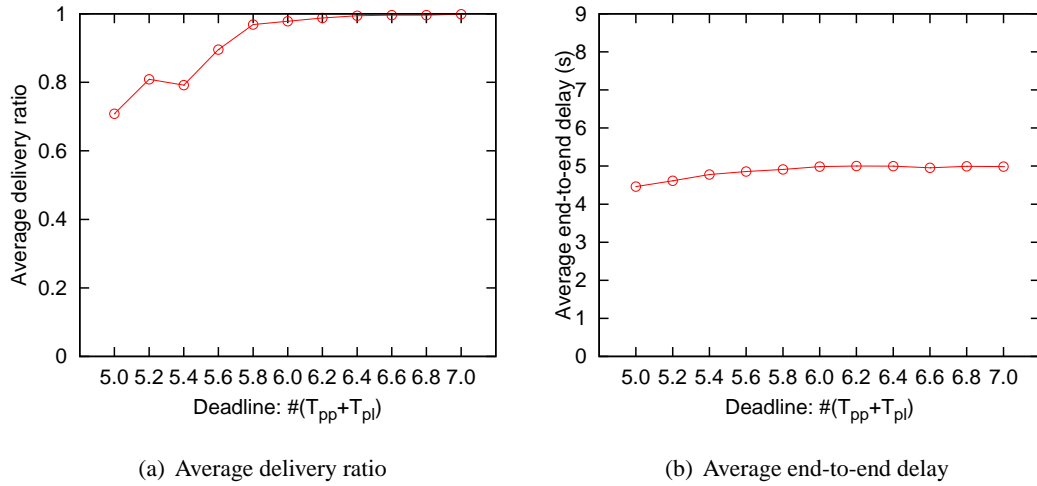 Average delivery ratio
1
0.8
0.6
0.4
0.2
0
5.0 5.2 5.4 5.6 5.8 6.0 6.2 6.4 6.6 6.8 7.0
Deadline: #(Tpp+Tpl)
(a) Average delivery ratio
Average end-to-end delay (s)
9
8
7
6
5
4
3
2
1
0
5.0 5.2 5.4 5.6 5.8 6.0 6.2 6.4 6.6 6.8 7.0
Deadline: #(Tpp+Tpl)
(b) Average end-to-end delay